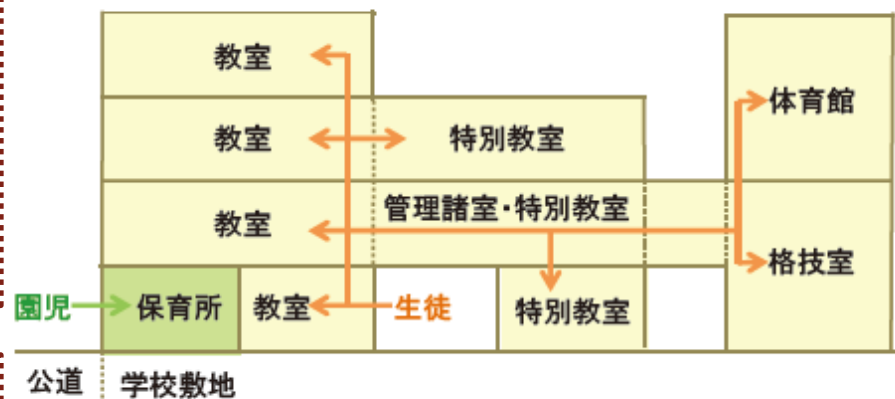 教室
体育館
教室
特別教室
管理諸室・特別教室
教室
格技室
園児
保育所
教室
生徒
特別教室
公道
学校敷地